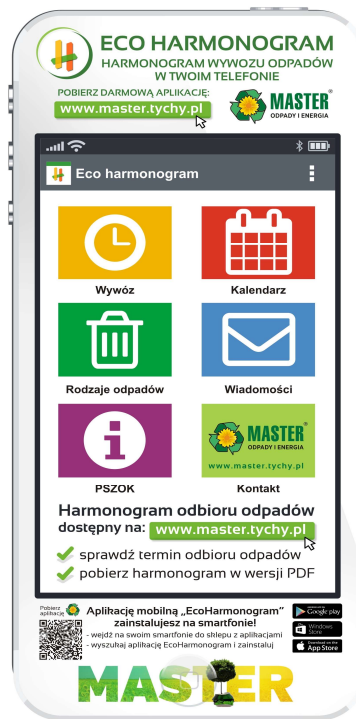 ECO HARMONOGRAM
HARMONOGRAM WYWOZU ODPADÓW
W TWOIM TELEFONIE
POBIERZ DARMOWĄ APLIKACJĘ:
www.master.tychy.pl
MASTER®
ODPADY I ENERGIA
Eco harmonogram
Wywóz
Kalendarz
Rodzaje odpadów
Wiadomości
MASTER®
ODPADY I ENERGIA
www.master.tychy.pl
PSZOK
Kontakt
Harmonogram odbioru odpadów
dostępny na: www.master.tychy.pl
sprawdź termin odbioru odpadów
pobierz harmonogram w wersji PDF
Pobierz
aplikację
Aplikację mobilną „EcoHarmonogram”
zainstalujesz na smartfonie!
- wejdź na swoim smartfonie do sklepu z aplikacjami
- wyszukaj aplikację EcoHarmonogram i zainstaluj
Google play
Windows
Store
Download on the
App Store
MASTER